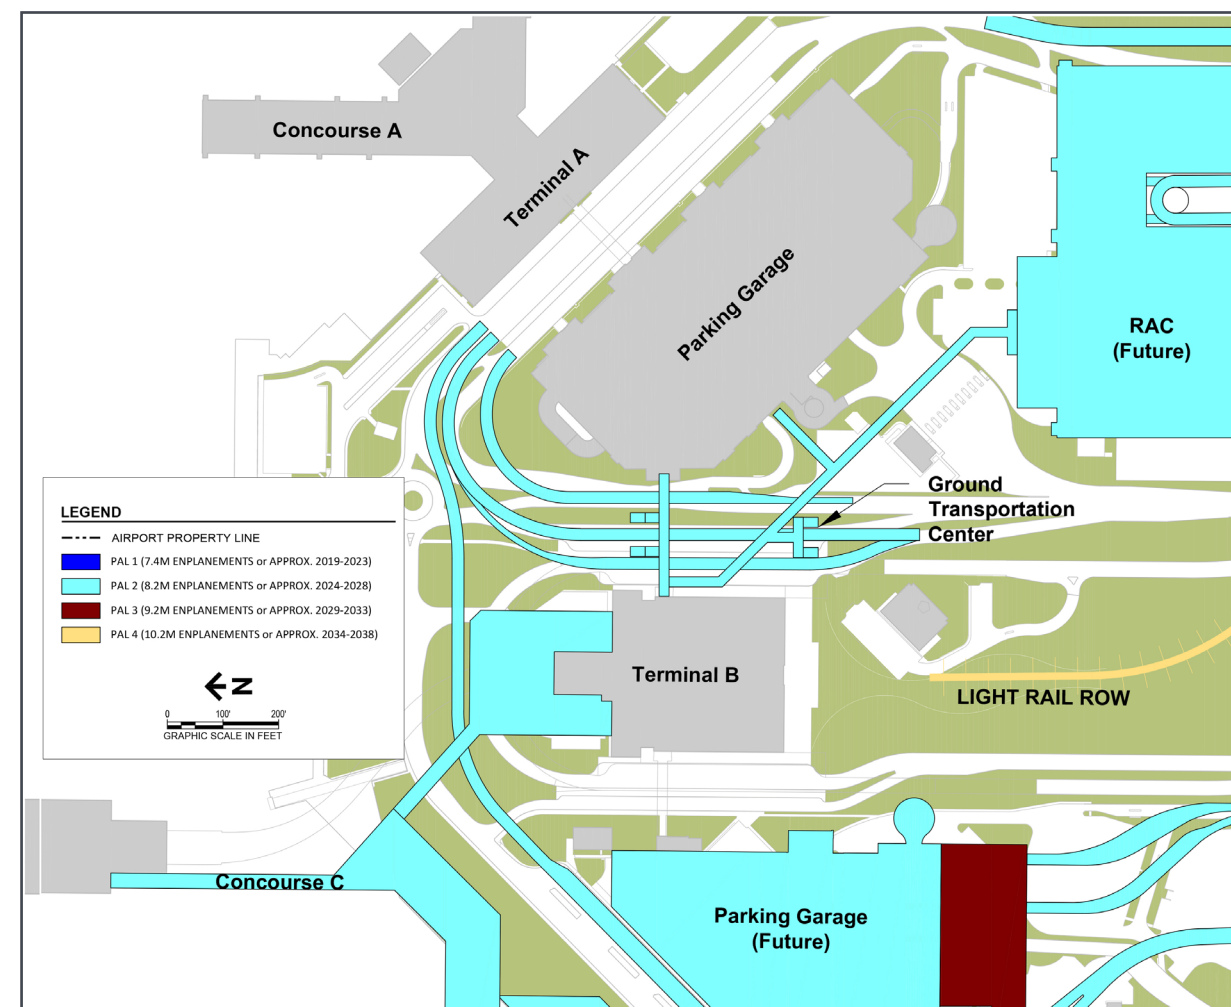 Concourse A
Terminal A
Parking Garage
RAC
(Future)
Ground
Transportation
Center
LEGEND
AIRPORT PROPERTY LINE
PAL 1 (7.4M ENPLANEMENTS or APPROX. 2019-2023)
PAL 2 (8.2M ENPLANEMENTS or APPROX. 2024-2028)
PAL 3 (9.2M ENPLANEMENTS or APPROX. 2029-2033)
PAL 4 (10.2M ENPLANEMENTS or APPROX. 2034-2038)
N
0 100' 200'
GRAPHIC SCALE IN FEET
Terminal B
LIGHT RAIL ROW
Concourse C
Parking Garage
(Future)